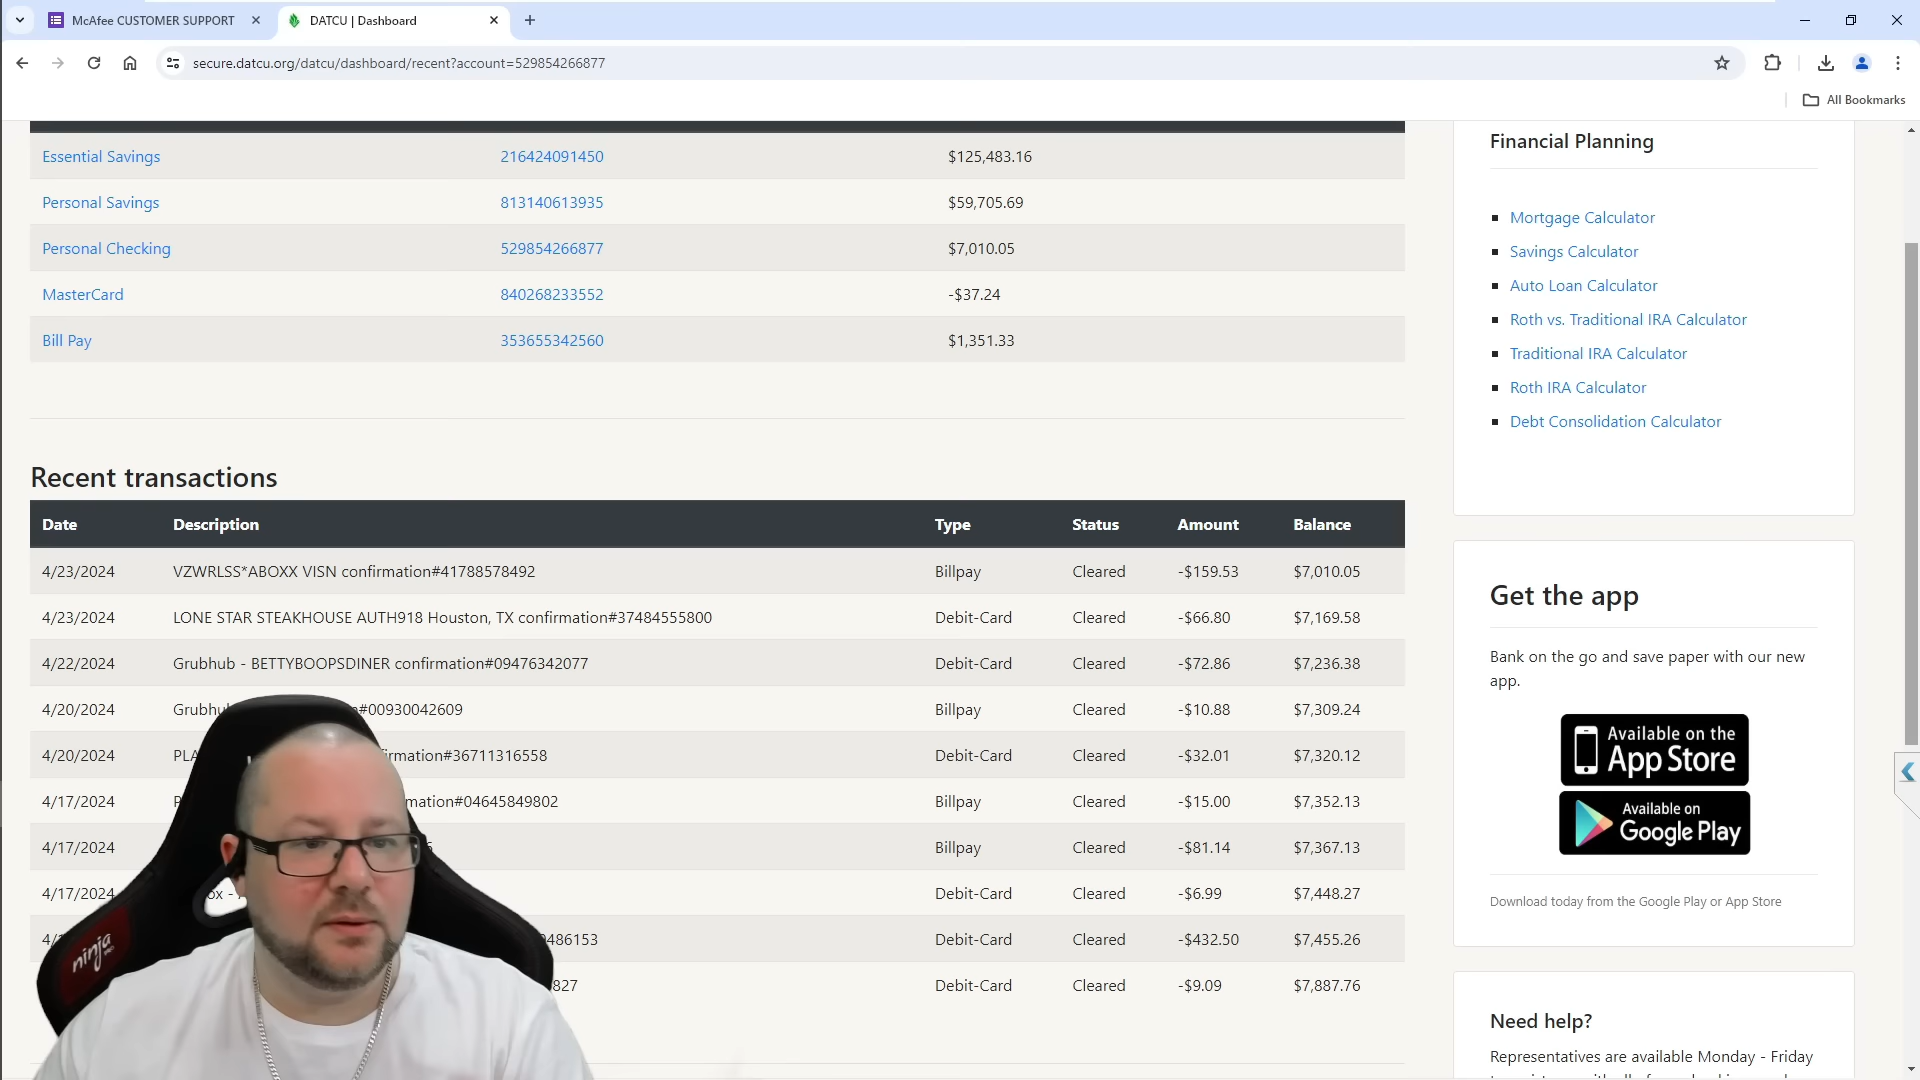 McAfee CUSTOMER SUPPORT
DATCU | Dashboard
secure.datcu.org/datcu/dashboard/recent?account=529854266877
All Bookmarks
Essential Savings 216424091450 $125,483.16
Personal Savings 813140613935 $59,705.69
Personal Checking 529854266877 $7,010.05
MasterCard 840268233552 -$37.24
Bill Pay 353655342560 $1,351.33
Recent transactions
Date Description Type Status Amount Balance
4/23/2024 VZWRLSS*ABOXX VISN confirmation#41788578492 Billpay Cleared -$159.53 $7,010.05
4/23/2024 LONE STAR STEAKHOUSE AUTH918 Houston, TX confirmation#37484555800 Debit-Card Cleared -$66.80 $7,169.58
4/22/2024 Grubhub - BETTYBOOPSDINER confirmation#09476342077 Debit-Card Cleared -$72.86 $7,236.38
4/20/2024 #00930042609 Billpay Cleared -$10.88 $7,309.24
4/20/2024 #36711316558 Debit-Card Cleared -$32.01 $7,320.12
4/17/2024 #04645849802 Billpay Cleared -$15.00 $7,352.13
4/17/2024 Billpay Cleared -$81.14 $7,367.13
4/17/2024 Debit-Card Cleared -$6.99 $7,448.27
486153 Debit-Card Cleared -$432.50 $7,455.26
827 Debit-Card Cleared -$9.09 $7,887.76
ninja
Financial Planning
Mortgage Calculator
Savings Calculator
Auto Loan Calculator
Roth vs. Traditional IRA Calculator
Traditional IRA Calculator
Roth IRA Calculator
Debt Consolidation Calculator
Get the app
Bank on the go and save paper with our new
app.
Available on the
App Store
Available on
Google Play
Download today from the Google Play or App Store
Need help?
Representatives are available Monday - Friday